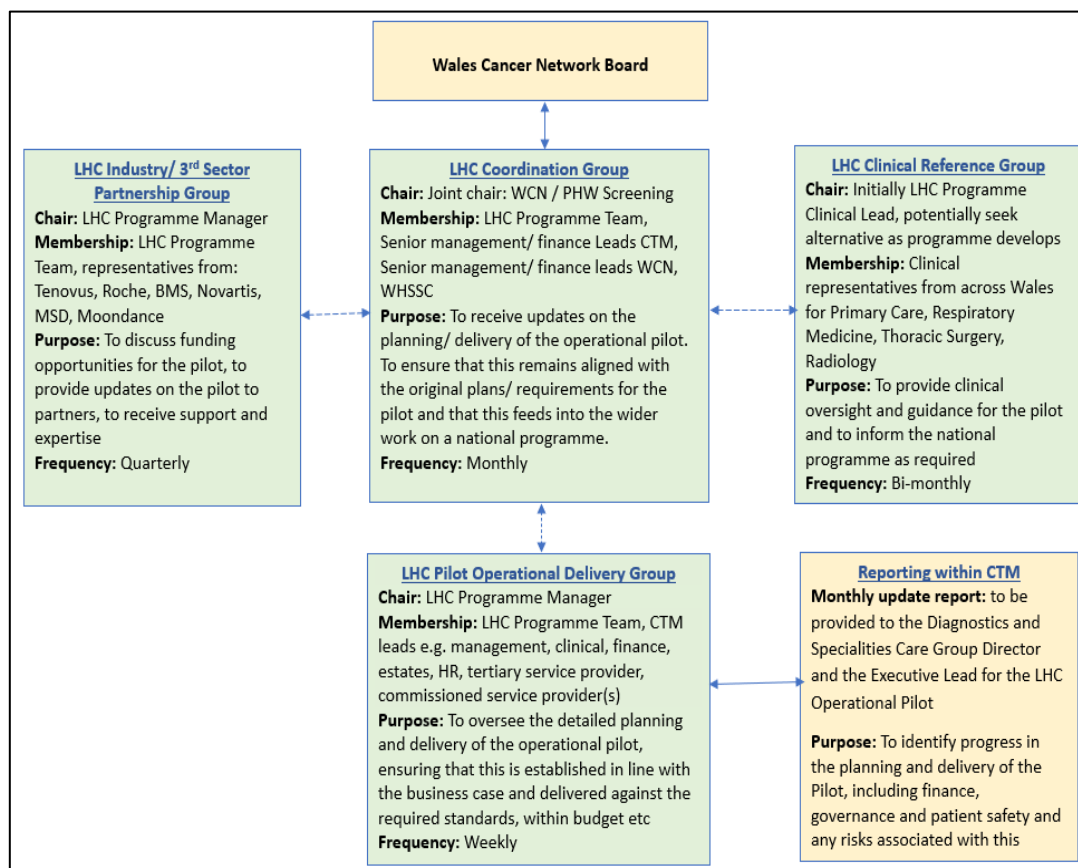 Wales Cancer Network Board
LHC Industry/ 3rd Sector
Partnership Group
Chair: LHC Programme Manager
Membership: LHC Programme
Team, representatives from:
Tenovus, Roche, BMS, Novartis,
MSD, Moondance
Purpose: To discuss funding
opportunities for the pilot, to
provide updates on the pilot to
partners, to receive support and
expertise
Frequency: Quarterly
LHC Coordination Group
Chair: Joint chair: WCN / PHW Screening
Membership: LHC Programme Team,
Senior management/ finance Leads CTM,
Senior management/ finance leads WCN,
WHSSC
Purpose: To receive updates on the
planning/ delivery of the operational pilot.
To ensure that this remains aligned with
the original plans/ requirements for the
pilot and that this feeds into the wider
work on a national programme.
Frequency: Monthly
LHC Clinical Reference Group
Chair: Initially LHC Programme
Clinical Lead, potentially seek
alternative as programme develops
Membership: Clinical
representatives from across Wales
for Primary Care, Respiratory
Medicine, Thoracic Surgery,
Radiology
Purpose: To provide clinical
oversight and guidance for the pilot
and to inform the national
programme as required
Frequency: Bi-monthly
LHC Pilot Operational Delivery Group
Chair: LHC Programme Manager
Membership: LHC Programme Team, CTM
leads e.g. management, clinical, finance,
estates, HR, tertiary service provider,
commissioned service provider(s)
Purpose: To oversee the detailed planning
and delivery of the operational pilot,
ensuring that this is established in line with
the business case and delivered against the
required standards, within budget etc
Frequency: Weekly
Reporting within CTM
Monthly update report: to be
provided to the Diagnostics and
Specialities Care Group Director
and the Executive Lead for the LHC
Operational Pilot
Purpose: To identify progress in
the planning and delivery of the
Pilot, including finance,
governance and patient safety and
any risks associated with this